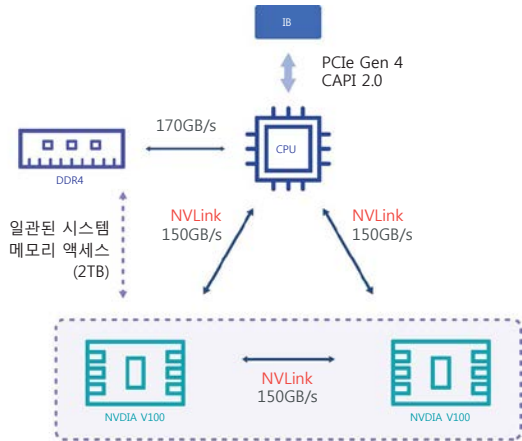 IB
PCIe Gen 4
CAPI 2.0
170GB/s
CPU
DDR4
일관된 시스템
메모리 액세스
(2TB)
NVLink
150GB/s
NVLink
150GB/s
NVLink
150GB/s
NVDIA V100
NVDIA V100